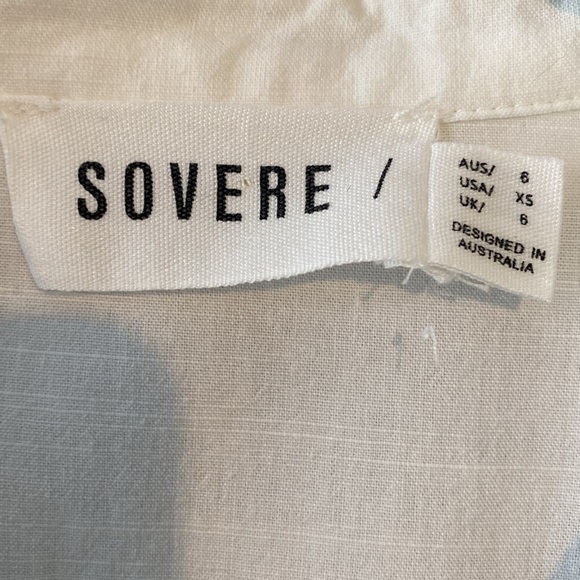 SOVERE /
AUS/ 6
USA/ XS
UK/ 6
DESIGNED IN
AUSTRALIA